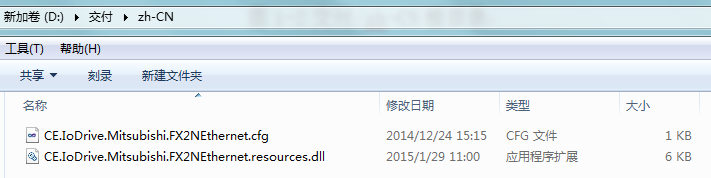 新加卷 (D:) ▸ 交付 ▸ zh-CN
工具(T) 帮助(H)
共享 ▼ 刻录 新建文件夹
名称 修改日期 类型 大小
CE.IoDrive.Mitsubishi.FX2NEthernet.cfg 2014/12/24 15:15 CFG 文件 1 KB
CE.IoDrive.Mitsubishi.FX2NEthernet.resources.dll 2015/1/29 11:00 应用程序扩展 6 KB